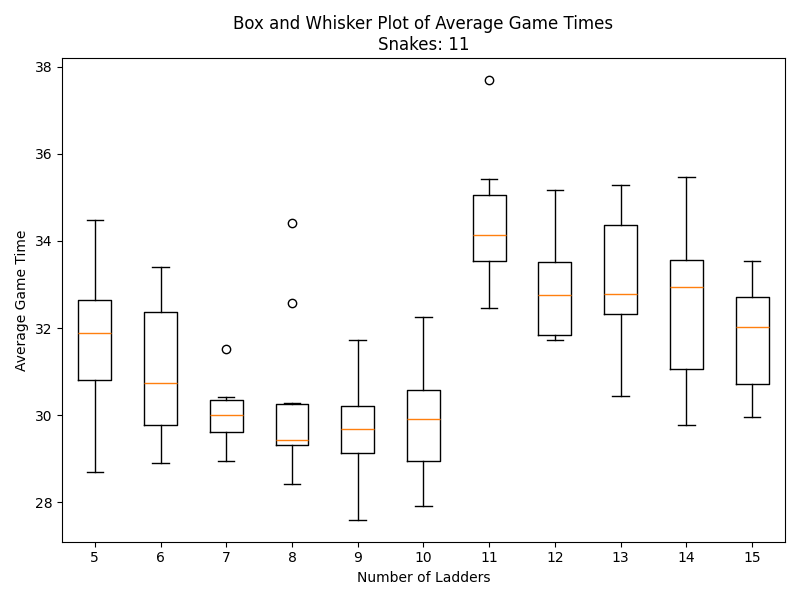 Box and Whisker Plot of Average Game Times
Snakes: 11
38
36
34
32
30
28
Average Game Time
5 6 7 8 9 10 11 12 13 14 15
Number of Ladders